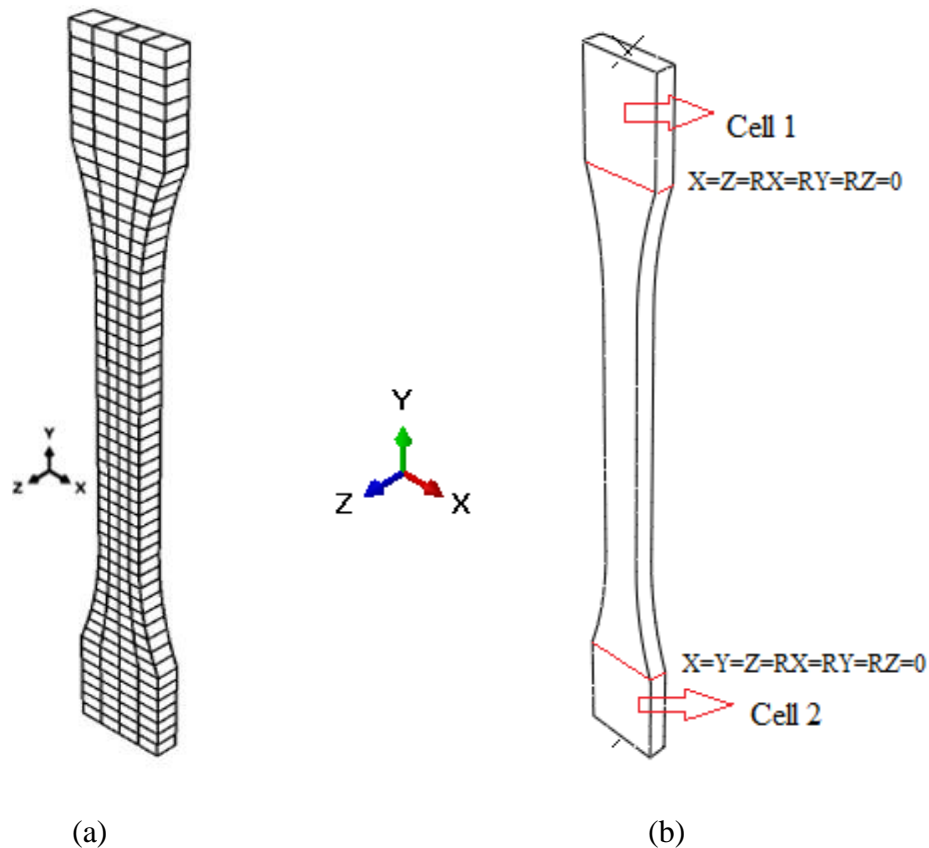 Cell 1
X=Z=RX=RY=RZ=0
Y
Z
X
Y
Z
X
X=Y=Z=RX=RY=RZ=0
Cell 2
(a)
(b)